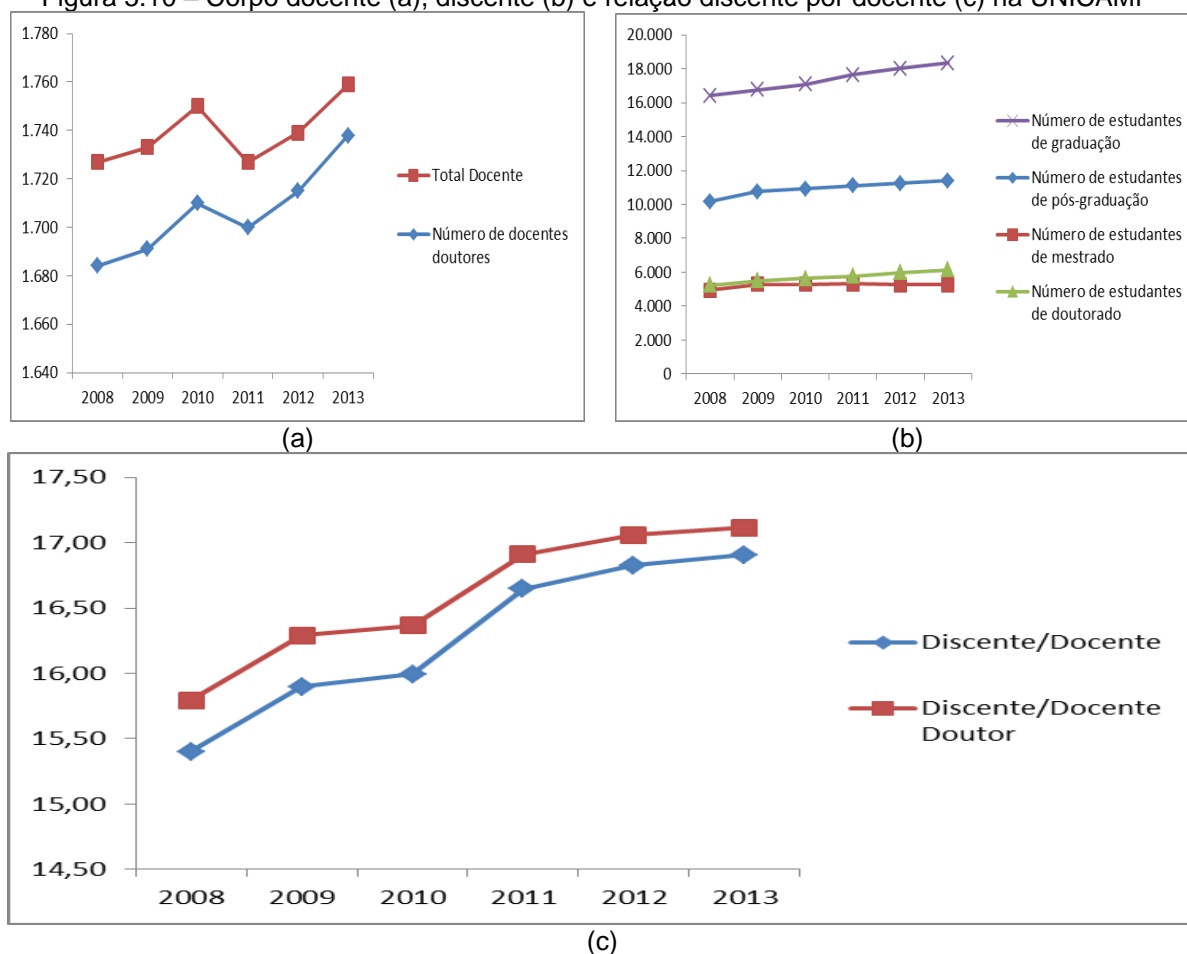 Corpo docente (a), discente (b) e relação discente por docente (c) na
1.780
1.760
1.740
1.720
1.700
1.680
1.660
1.640
2008 2009 2010 2011 2012 2013
Total Docente
Número de docentes
doutores
(a)
20.000
18.000
16.000
14.000
12.000
10.000
8.000
6.000
4.000
2.000
0
2008 2009 2010 2011 2012 2013
Número de estudantes
de graduação
Número de estudantes
de pós-graduação
Número de estudantes
de mestrado
Número de estudantes
de doutorado
(b)
17,50
17,00
16,50
16,00
15,50
15,00
14,50
2008 2009 2010 2011 2012 2013
Discente/Docente
Discente/Docente
Doutor
(c)